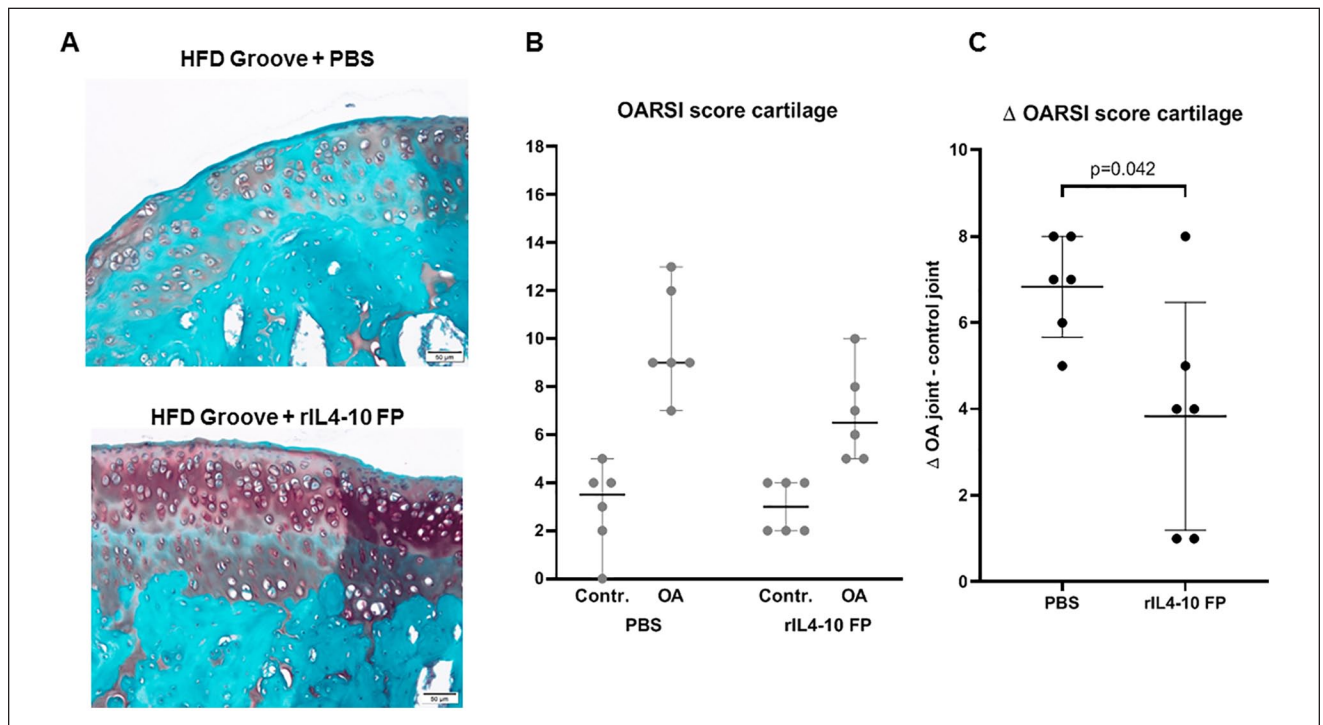 A
HFD Groove + PBS
50 µm
HFD Groove + rIL4-10 FP
50 µm
B
OARSI score cartilage
18
16
14
12
10
8
6
4
2
0
Contr. OA Contr. OA
PBS rIL4-10 FP
C
Δ OARSI score cartilage
Δ OA joint - control joint
10
8
6
4
2
0
p=0.042
PBS rIL4-10 FP